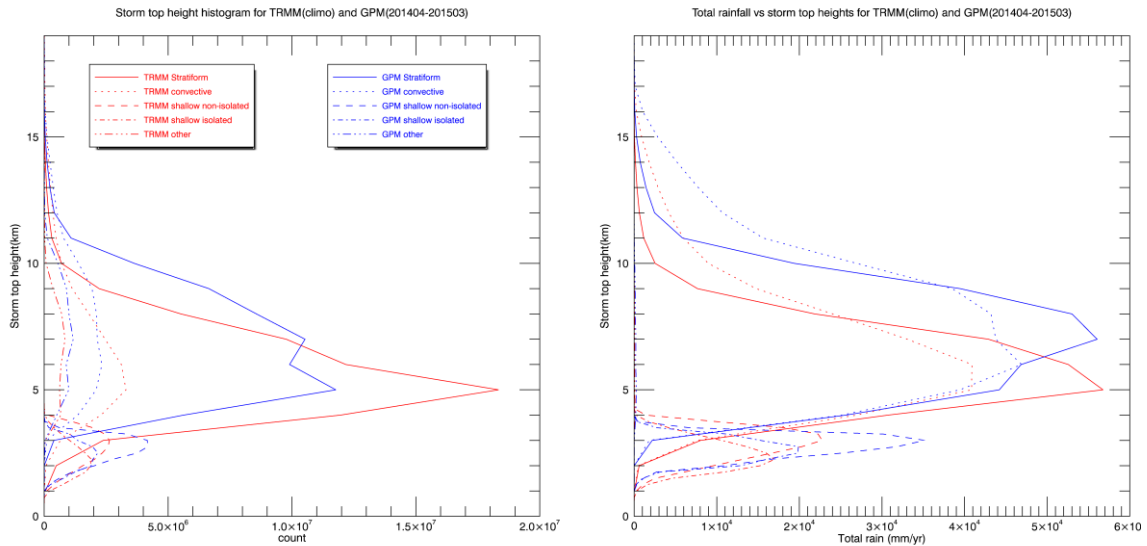 Storm top height histogram for TRMM(climo) and GPM(201404-201503)
TRMM Stratiform
TRMM convective
TRMM shallow non-isolated
TRMM shallow isolated
TRMM other
GPM Stratiform
GPM convective
GPM shallow non-isolated
GPM shallow isolated
GPM other
Storm top height(km)
15
10
5
0
0
5.0×10⁶
1.0×10⁷
1.5×10⁷
2.0×10⁷
count
Total rainfall vs storm top heights for TRMM(climo) and GPM(201404-201503)
Storm top height(km)
15
10
5
0
0
1×10⁴
2×10⁴
3×10⁴
4×10⁴
5×10⁴
6×10⁴
Total rain (mm/yr)